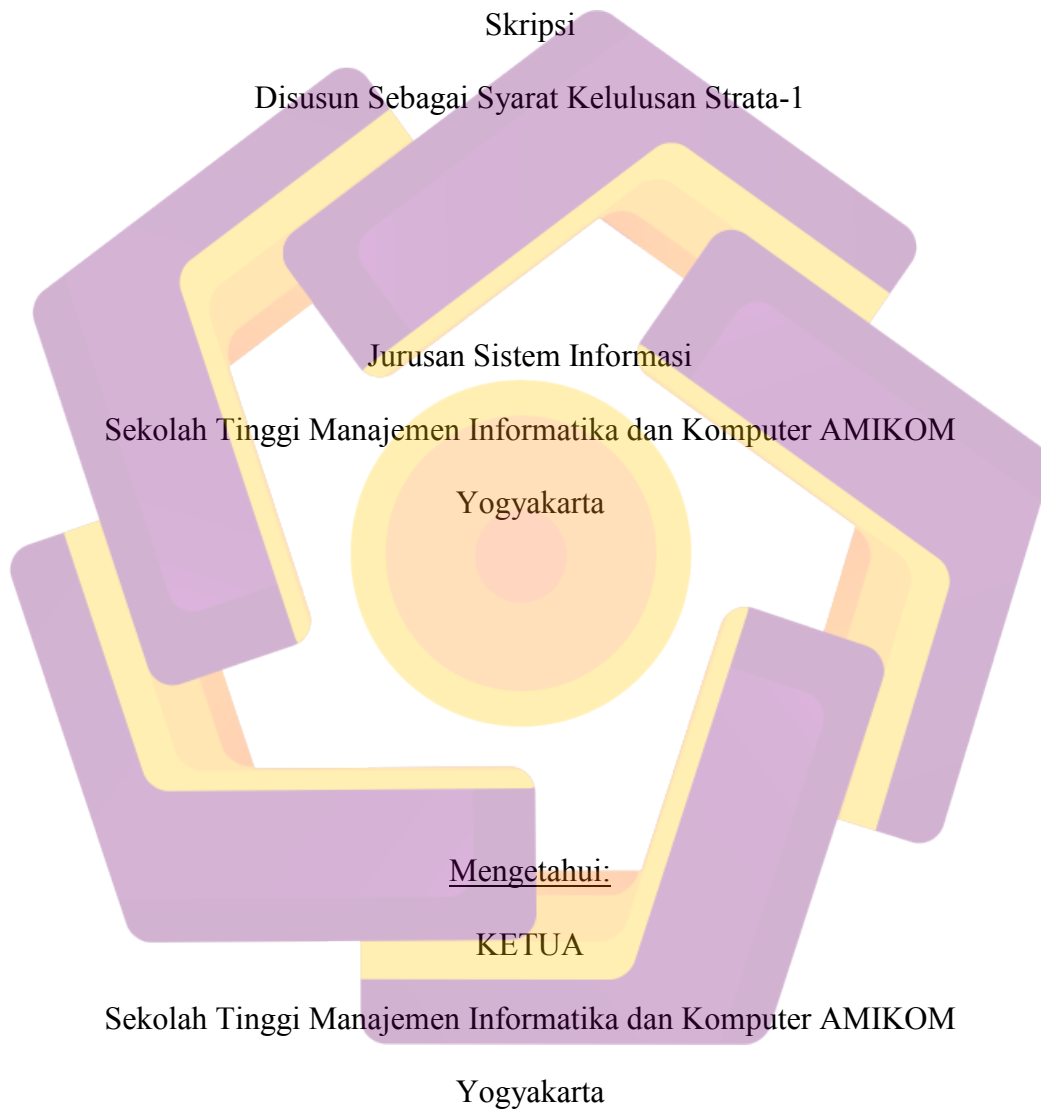 Skripsi
Disusun Sebagai Syarat Kelulusan Strata-1
Jurusan Sistem Informasi
Sekolah Tinggi Manajemen Informatika dan Komputer AMIKOM
Yogyakarta
Mengetahui:
KETUA
Sekolah Tinggi Manajemen Informatika dan Komputer AMIKOM
Yogyakarta